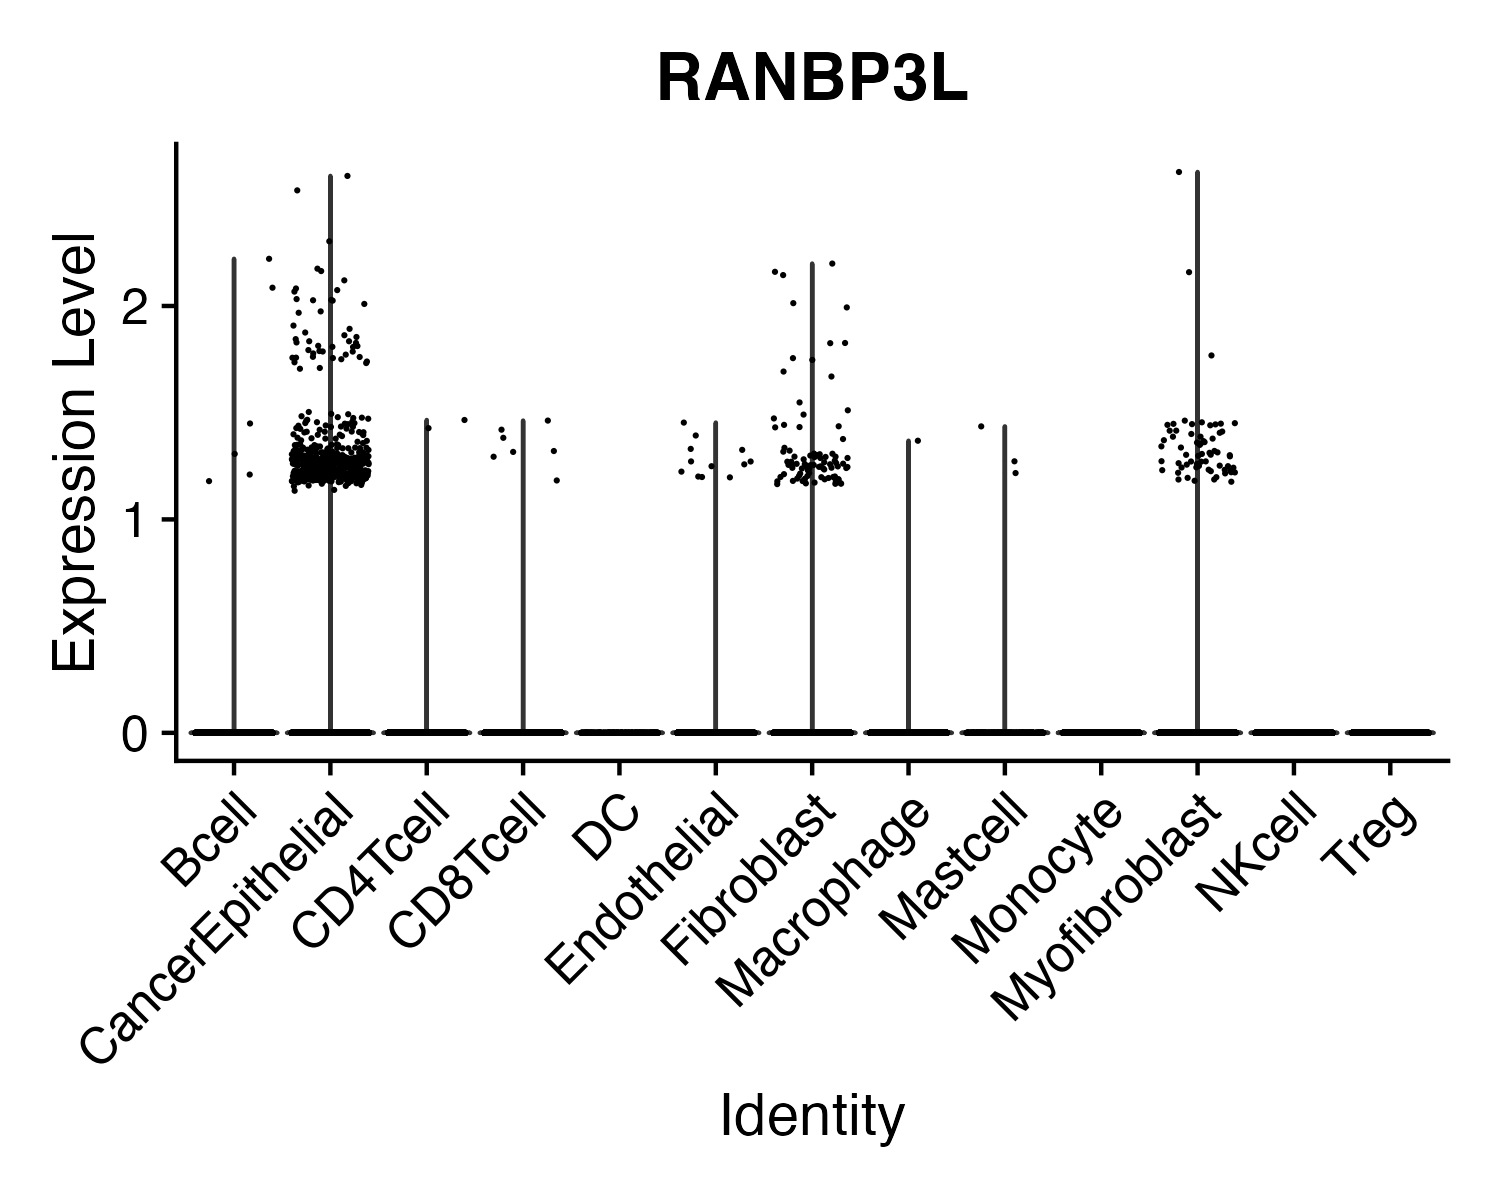 RANBP3L
Expression Level
2
1
0
Bcell
CancerEpithelial
CD4Tcell
CD8Tcell
DC
Endothelial
Fibroblast
Macrophage
Mastcell
Monocyte
Myofibroblast
NKcell
Treg
Identity